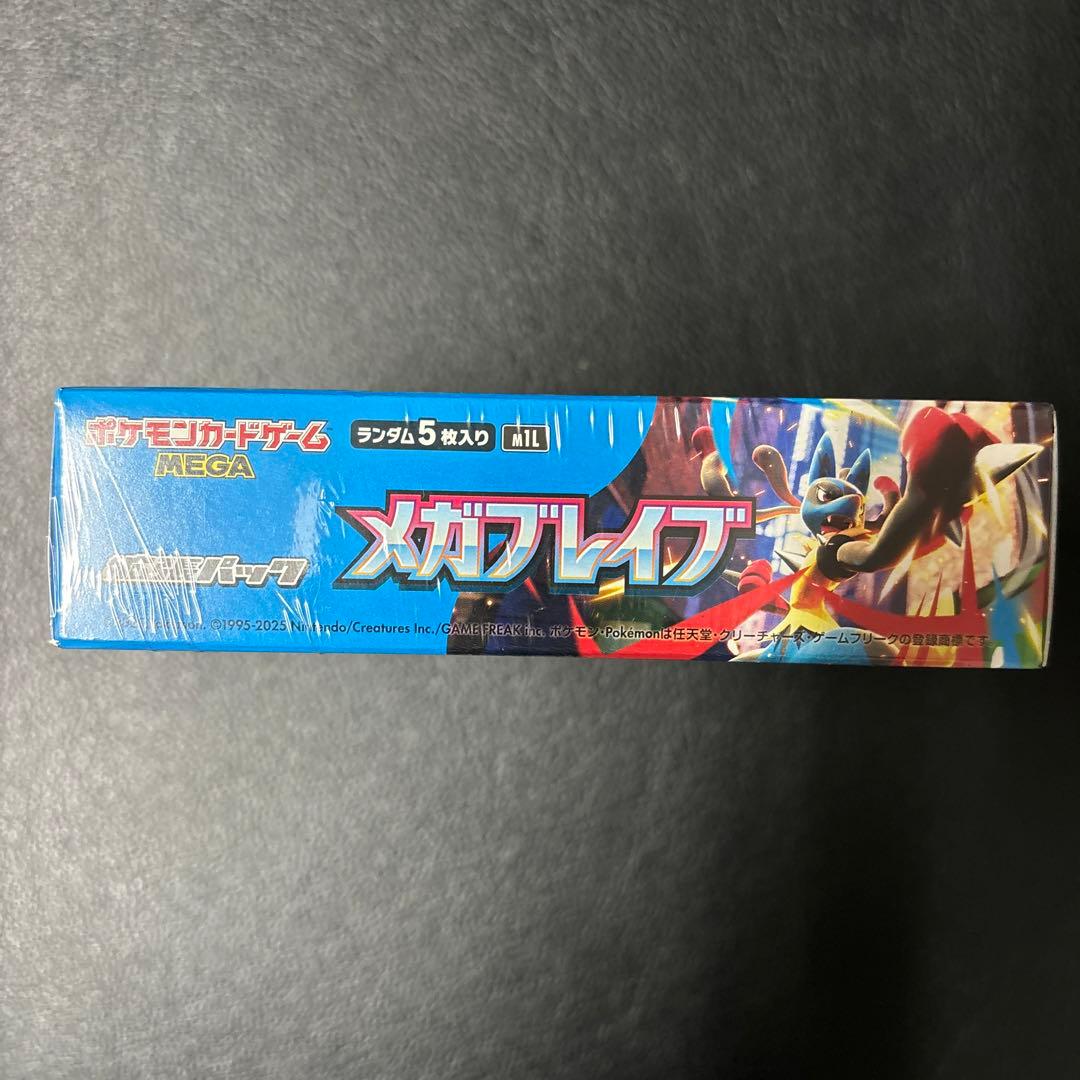 ポケモンカードゲーム
MEGA
ランダム5枚入り
M1L
拡張パック
メガブレイブ
©1995-2025 Nintendo/Creatures Inc./GAME FREAK inc. ポケモン・Pokémonは任天堂・クリーチャーズ・ゲームフリークの登録商標です